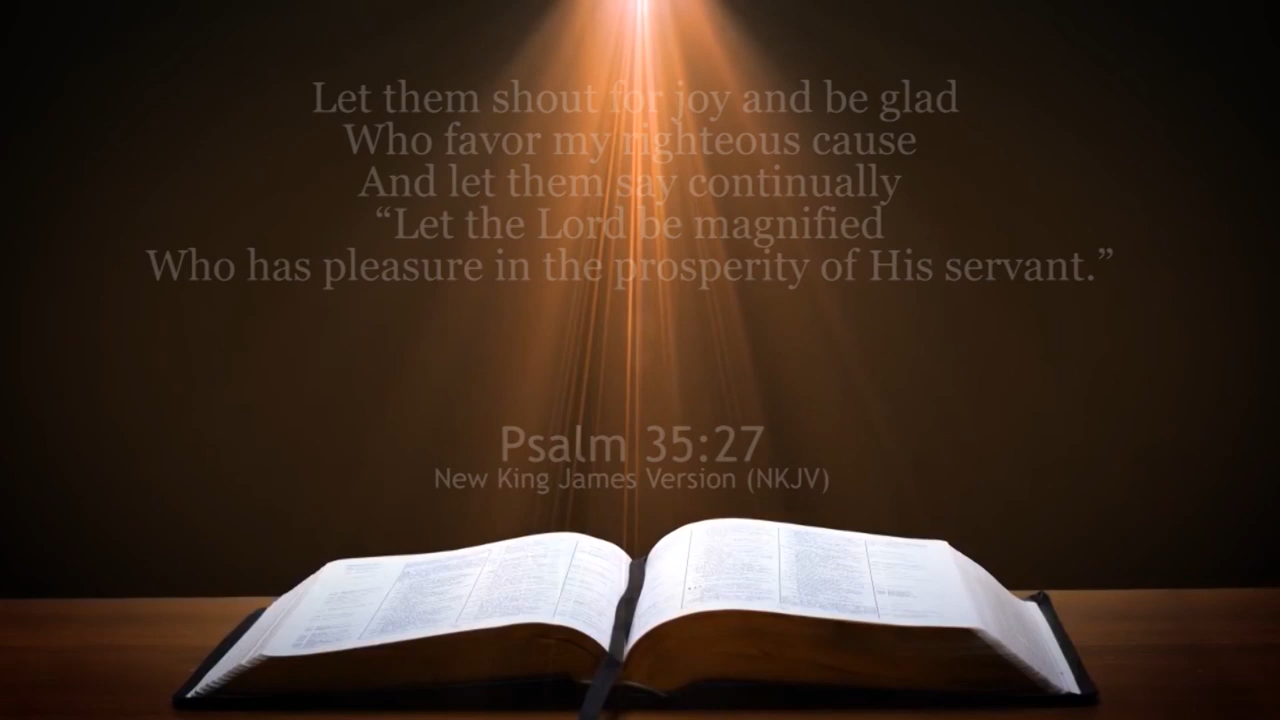 Let them shout for joy and be glad
Who favor my righteous cause
And let them say continually
“Let the Lord be magnified
Who has pleasure in the prosperity of His servant.”
Psalm 35:27
New King James Version (NKJV)